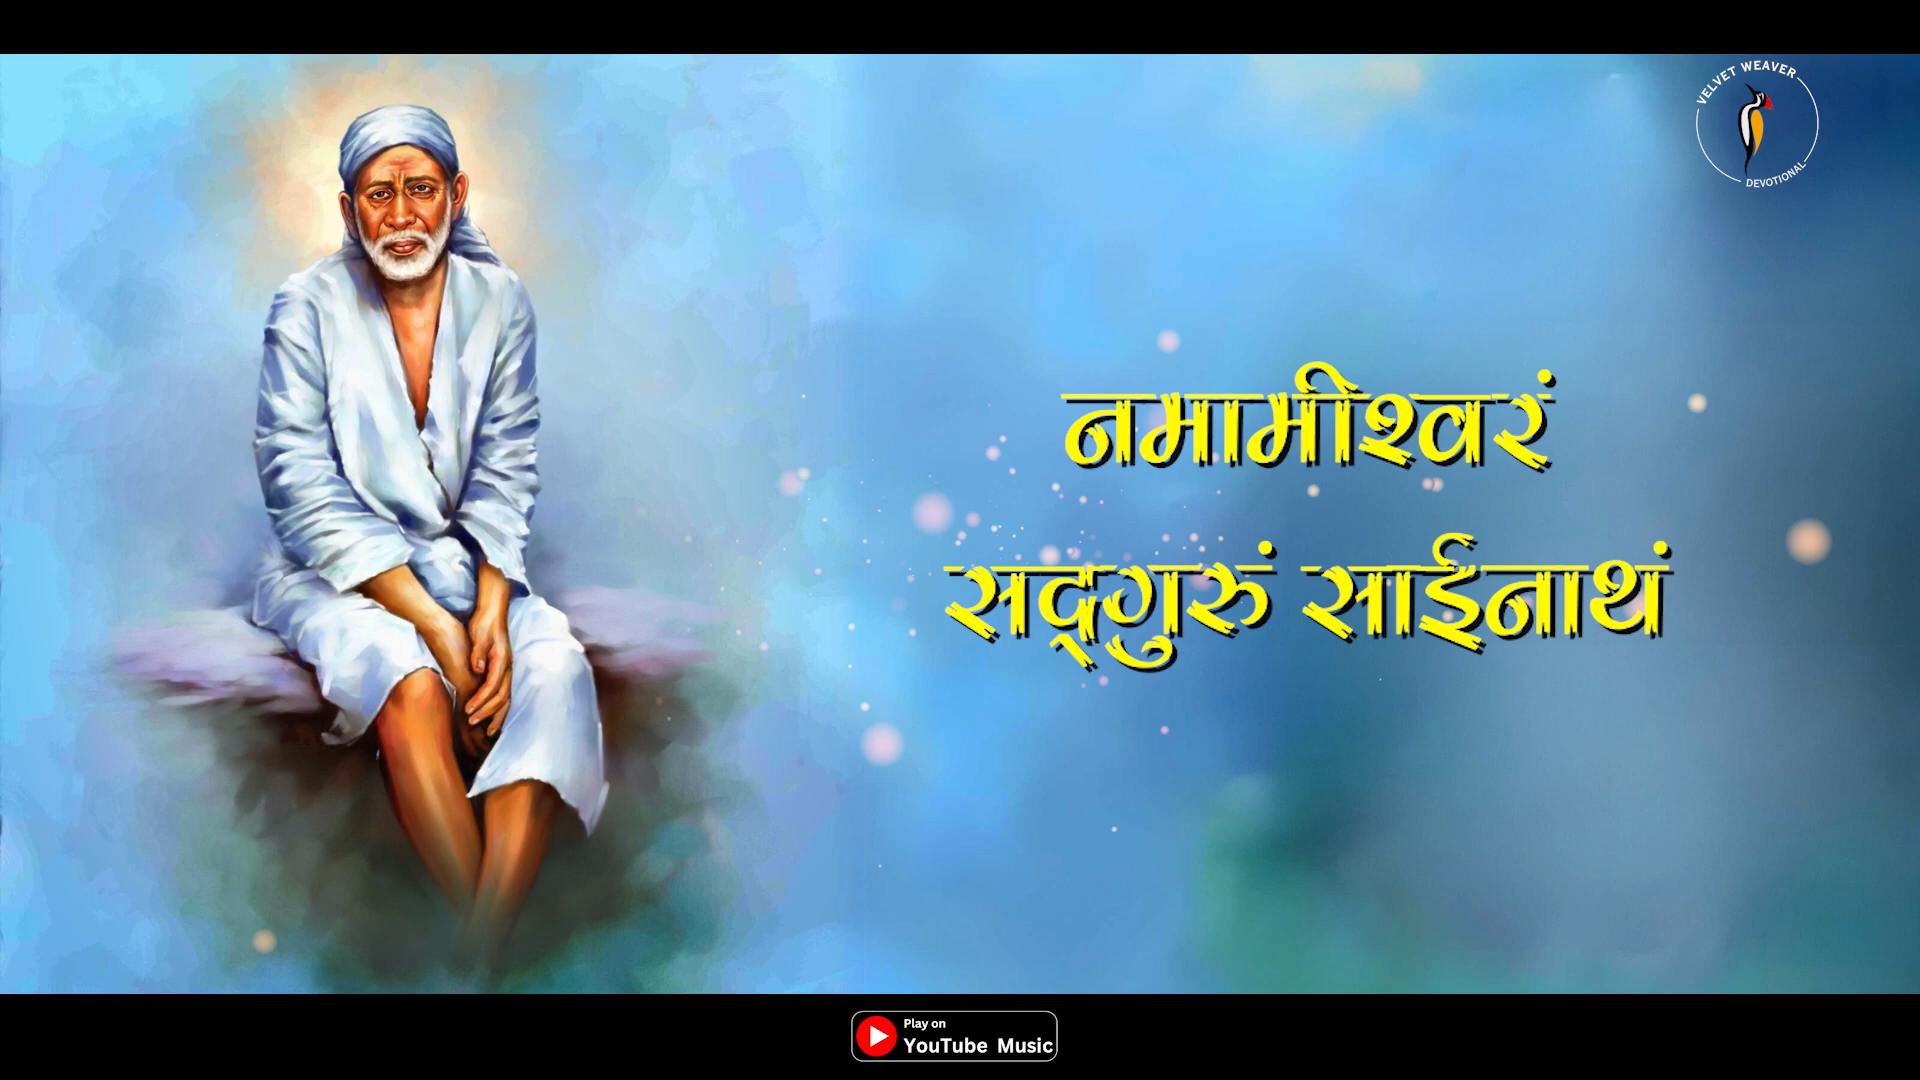 VELVET WEAVER
DEVOTIONAL
नमामीश्वरं
सद्‌गुरुं साईनाथं
Play on
YouTube Music